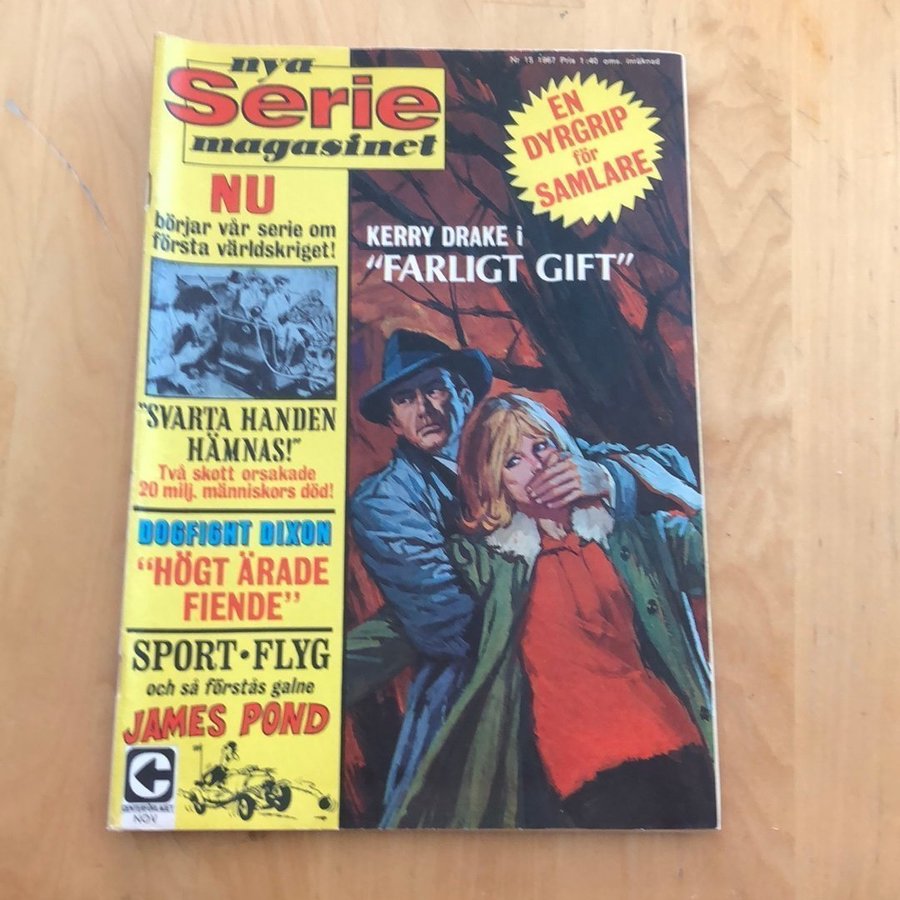 nya
Serie
magasinet
Nr 15 1967 Pris 1:40 oms. inräknad
EN
DYRGRIP
för
SAMLARE
NU
börjar vår serie om
första världskriget!
KERRY DRAKE i
"FARLIGT GIFT"
"SVARTA HANDEN
HÄMNAS!"
Två skott orsakade
20 milj. människors död!
DOGFIGHT DIXON
"HÖGT ÄRADE
FIENDE"
SPORT·FLYG
och så förstås galne
JAMES POND
CENTERFÖRLAGET
NOV